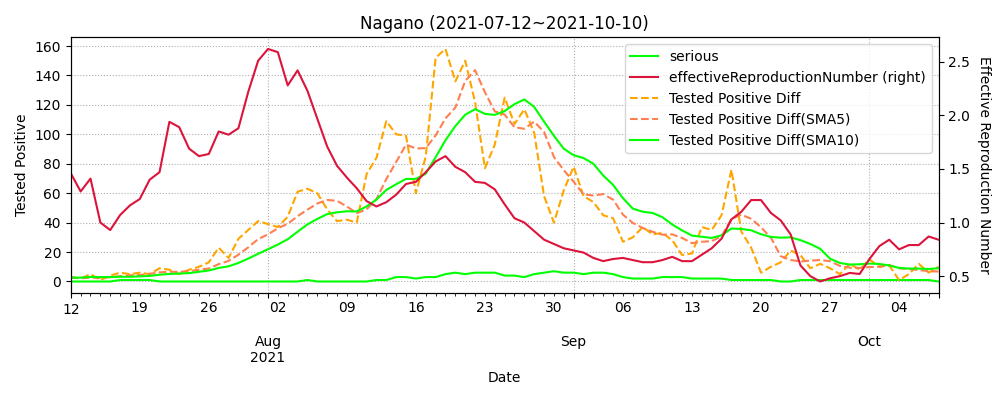 Nagano (2021-07-12~2021-10-10)
serious
effectiveReproductionNumber (right)
Tested Positive Diff
Tested Positive Diff(SMA5)
Tested Positive Diff(SMA10)
Tested Positive
160
140
120
100
80
60
40
20
0
Effective Reproduction Number
2.5
2.0
1.5
1.0
0.5
12 19 26 02 09 16 23 30 06 13 20 27 04
Aug Sep Oct
2021
Date